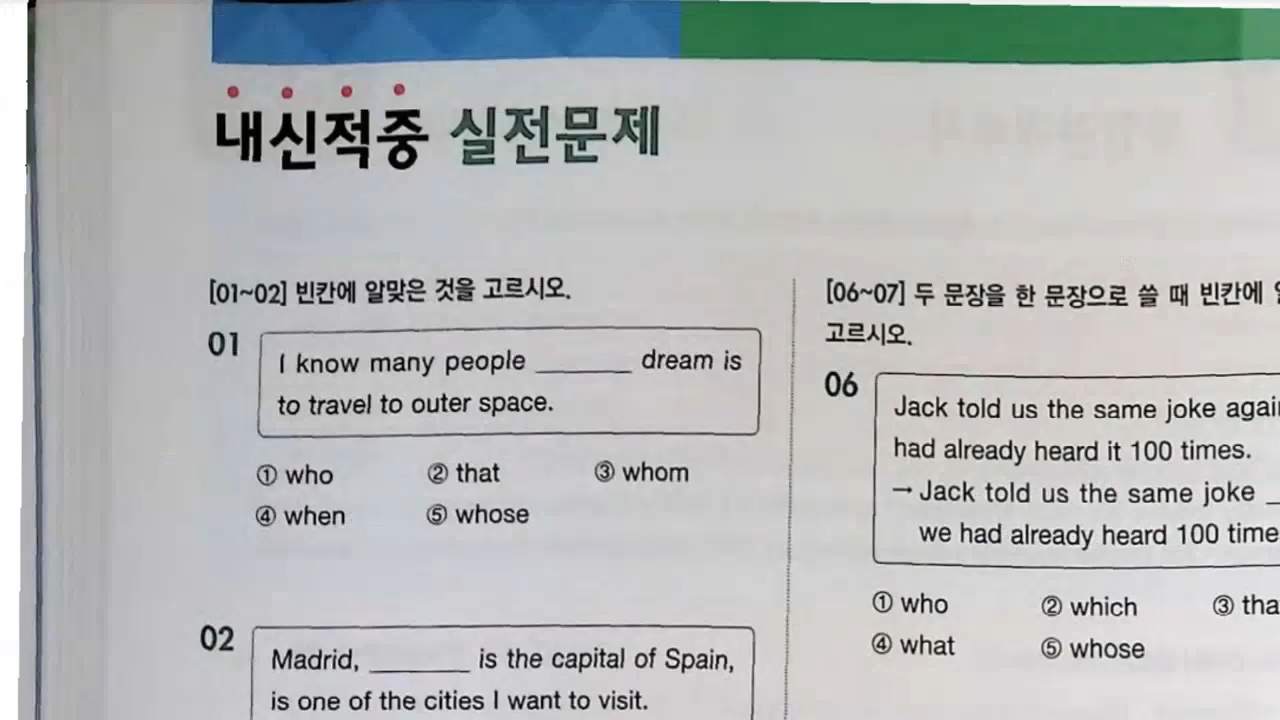 내신적중 실전문제
[01~02] 빈칸에 알맞은 것을 고르시오.
01
I know many people ________ dream is
to travel to outer space.
① who ② that ③ whom
④ when ⑤ whose
02
Madrid, ________ is the capital of Spain,
is one of the cities I want to visit.
[06~07] 두 문장을 한 문장으로 쓸 때 빈칸에
고르시오.
06
Jack told us the same joke
had already heard it 100 times.
→ Jack told us the same joke _
we had already heard 100
① who ② which ③
④ what ⑤ whose